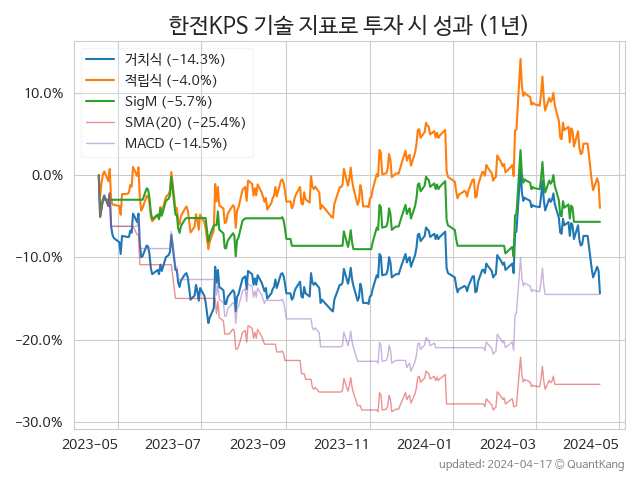 한전KPS 기술 지표로 투자 시 성과 (1년)
거치식 (−14.3%)
적립식 (−4.0%)
SigM (−5.7%)
SMA(20) (−25.4%)
MACD (−14.5%)
10.0%
0.0%
−10.0%
−20.0%
−30.0%
2023-05 2023-07 2023-09 2023-11 2024-01 2024-03 2024-05
updated: 2024-04-17 © QuantKang